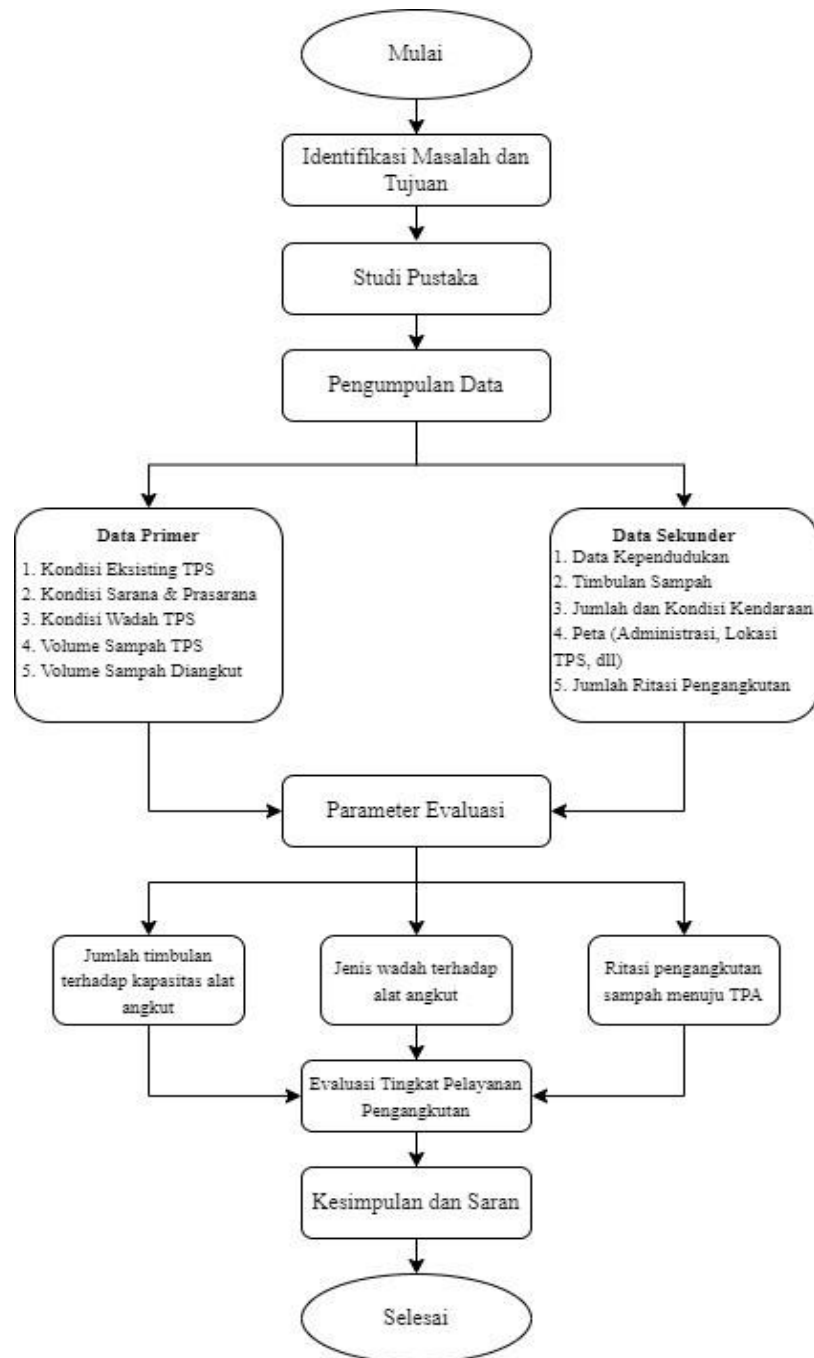 Mulai
Identifikasi Masalah dan
Tujuan
Studi Pustaka
Pengumpulan Data
Data Primer
1. Kondisi Eksisting TPS
2. Kondisi Sarana & Prasarana
3. Kondisi Wadah TPS
4. Volume Sampah TPS
5. Volume Sampah Diangkut
Data Sekunder
1. Data Kependudukan
2. Timbulan Sampah
3. Jumlah dan Kondisi Kendaraan
4. Peta (Administrasi, Lokasi
TPS, dll)
5. Jumlah Ritasi Pengangkutan
Parameter Evaluasi
Jumlah timbulan
terhadap kapasitas alat
angkut
Jenis wadah terhadap
alat angkut
Ritasi pengangkutan
sampah menuju TPA
Evaluasi Tingkat Pelayanan
Pengangkutan
Kesimpulan dan Saran
Selesai